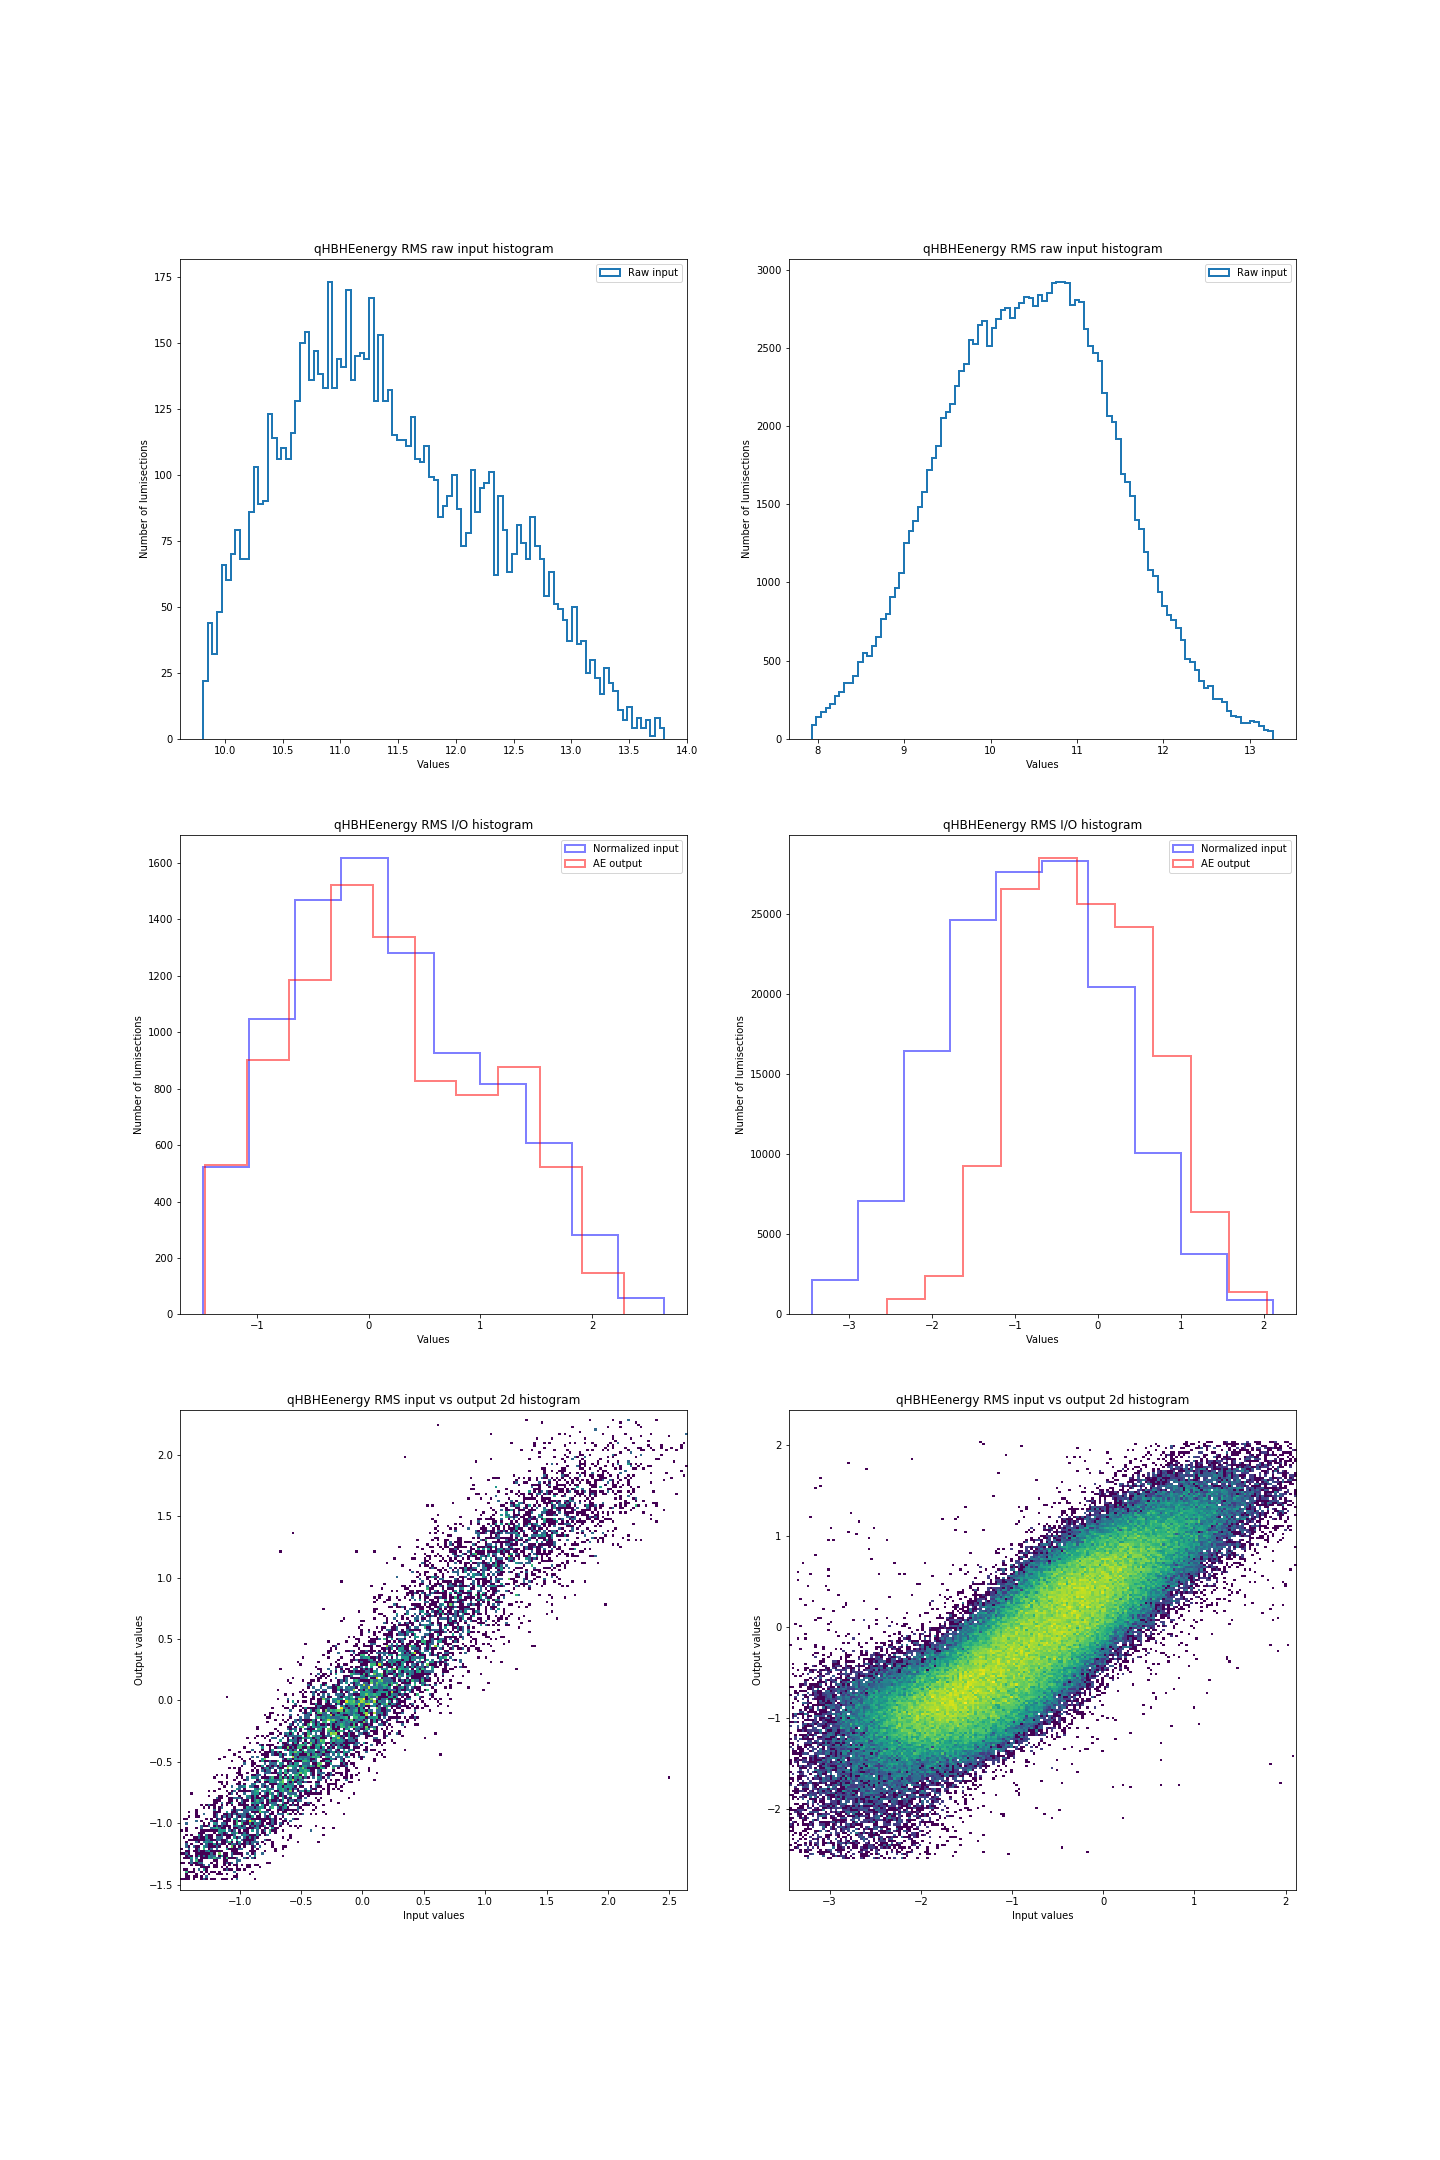 qHBHEenergy RMS raw input histogram
Raw input
175
150
125
100
75
50
25
0
Number of lumisections
10.0 10.5 11.0 11.5 12.0 12.5 13.0 13.5 14.0
Values
qHBHEenergy RMS raw input histogram
Raw input
3000
2500
2000
1500
1000
500
0
Number of lumisections
8 9 10 11 12 13
Values
qHBHEenergy RMS I/O histogram
Normalized input
AE output
1600
1400
1200
1000
800
600
400
200
0
Number of lumisections
−1 0 1 2
Values
qHBHEenergy RMS I/O histogram
Normalized input
AE output
25000
20000
15000
10000
5000
0
Number of lumisections
−3 −2 −1 0 1 2
Values
qHBHEenergy RMS input vs output 2d histogram
2.0
1.5
1.0
0.5
0.0
−0.5
−1.0
−1.5
Output values
−1.0 −0.5 0.0 0.5 1.0 1.5 2.0 2.5
Input values
qHBHEenergy RMS input vs output 2d histogram
2
1
0
−1
−2
Output values
−3 −2 −1 0 1 2
Input values